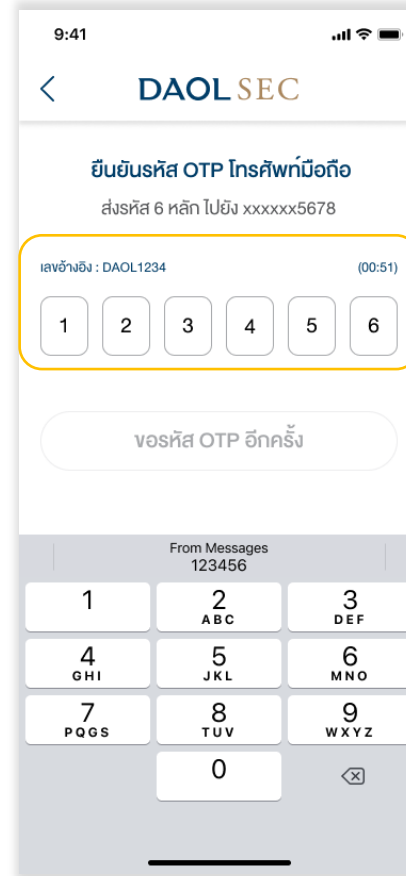 9:41
DAOL SEC
ยืนยันรหัส OTP โทรศัพท์มือถือ
ส่งรหัส 6 หลัก ไปยัง xxxxxx5678
เลขอ้างอิง : DAOL1234 (00:51)
1 2 3 4 5 6
ขอรหัส OTP อีกครั้ง
From Messages
123456
1 2 3
ABC DEF
4 5 6
GHI JKL MNO
7 8 9
PQGS TUV WXYZ
0